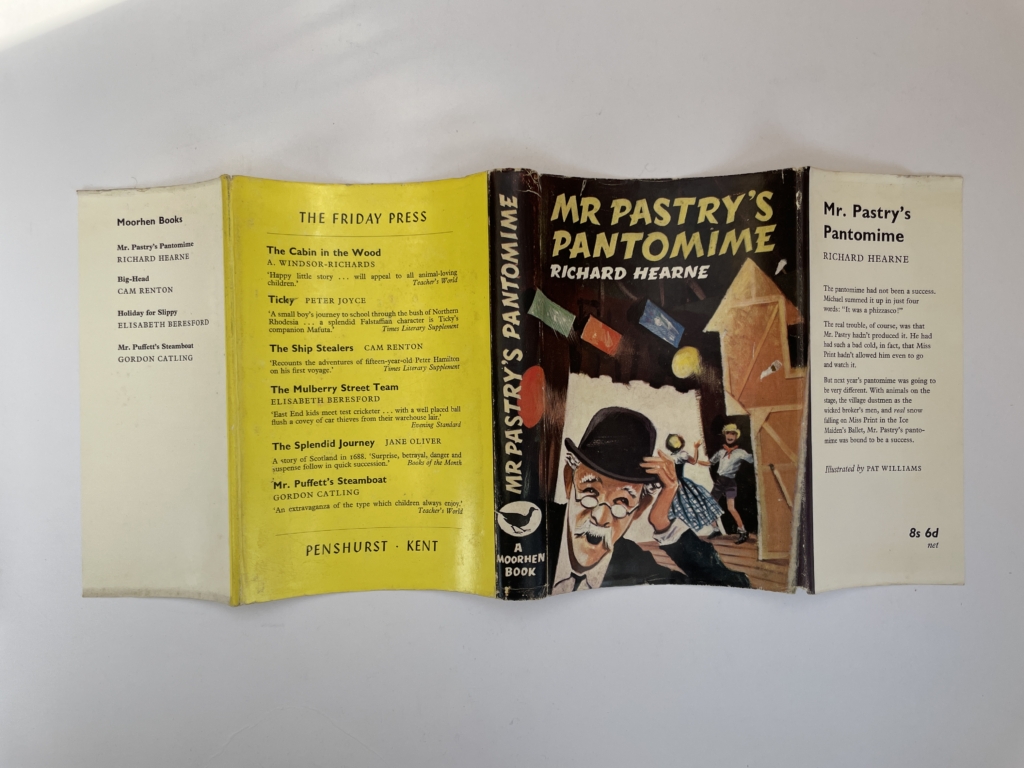 Moorhen Books
Mr. Pastry's Pantomime
RICHARD HEARNE
Big-Head
CAM RENTON
Holiday for Slippy
ELISABETH BERESFORD
Mr. Puffett's Steamboat
GORDON CATLING
THE FRIDAY PRESS
The Cabin in the Wood
A. WINDSOR-RICHARDS
'Happy little story . . . will appeal to all animal-loving
children.' Teacher's World
Ticky PETER JOYCE
'A small boy's journey to school through the bush of Northern
Rhodesia . . . a splendid Falstaffian character is Ticky's
companion Mafuta.' Times Literary Supplement
The Ship Stealers CAM RENTON
'Recounts the adventures of fifteen-year-old Peter Hamilton
on his first voyage.' Times Literary Supplement
The Mulberry Street Team
ELISABETH BERESFORD
'East End kids meet test cricketer . . . with a well placed ball
flush a covey of car thieves from their warehouse lair.'
Evening Standard
The Splendid Journey JANE OLIVER
A story of Scotland in 1688. 'Surprise, betrayal, danger and
suspense follow in quick succession.' Books of the Month
Mr. Puffett's Steamboat
GORDON CATLING
'An extravaganza of the type which children always enjoy.'
Teacher's World
PENSHURST · KENT
MR PASTRY'S PANTOMIME
A
MOORHEN
BOOK
MR PASTRY'S
PANTOMIME
RICHARD HEARNE
Mr. Pastry's
Pantomime
RICHARD HEARNE
The pantomime had not been a success.
Michael summed it up in just four
words: "It was a phizzasco!"
The real trouble, of course, was that
Mr. Pastry hadn't produced it. He had
had such a bad cold, in fact, that Miss
Print hadn't allowed him even to go
and watch it.
But next year's pantomime was going to
be very different. With animals on the
stage, the village dustmen as the
wicked broker's men, and real snow
falling on Miss Print in the Ice
Maiden's Ballet, Mr. Pastry's panto-
mime was bound to be a success.
Illustrated by PAT WILLIAMS
8s 6d
net